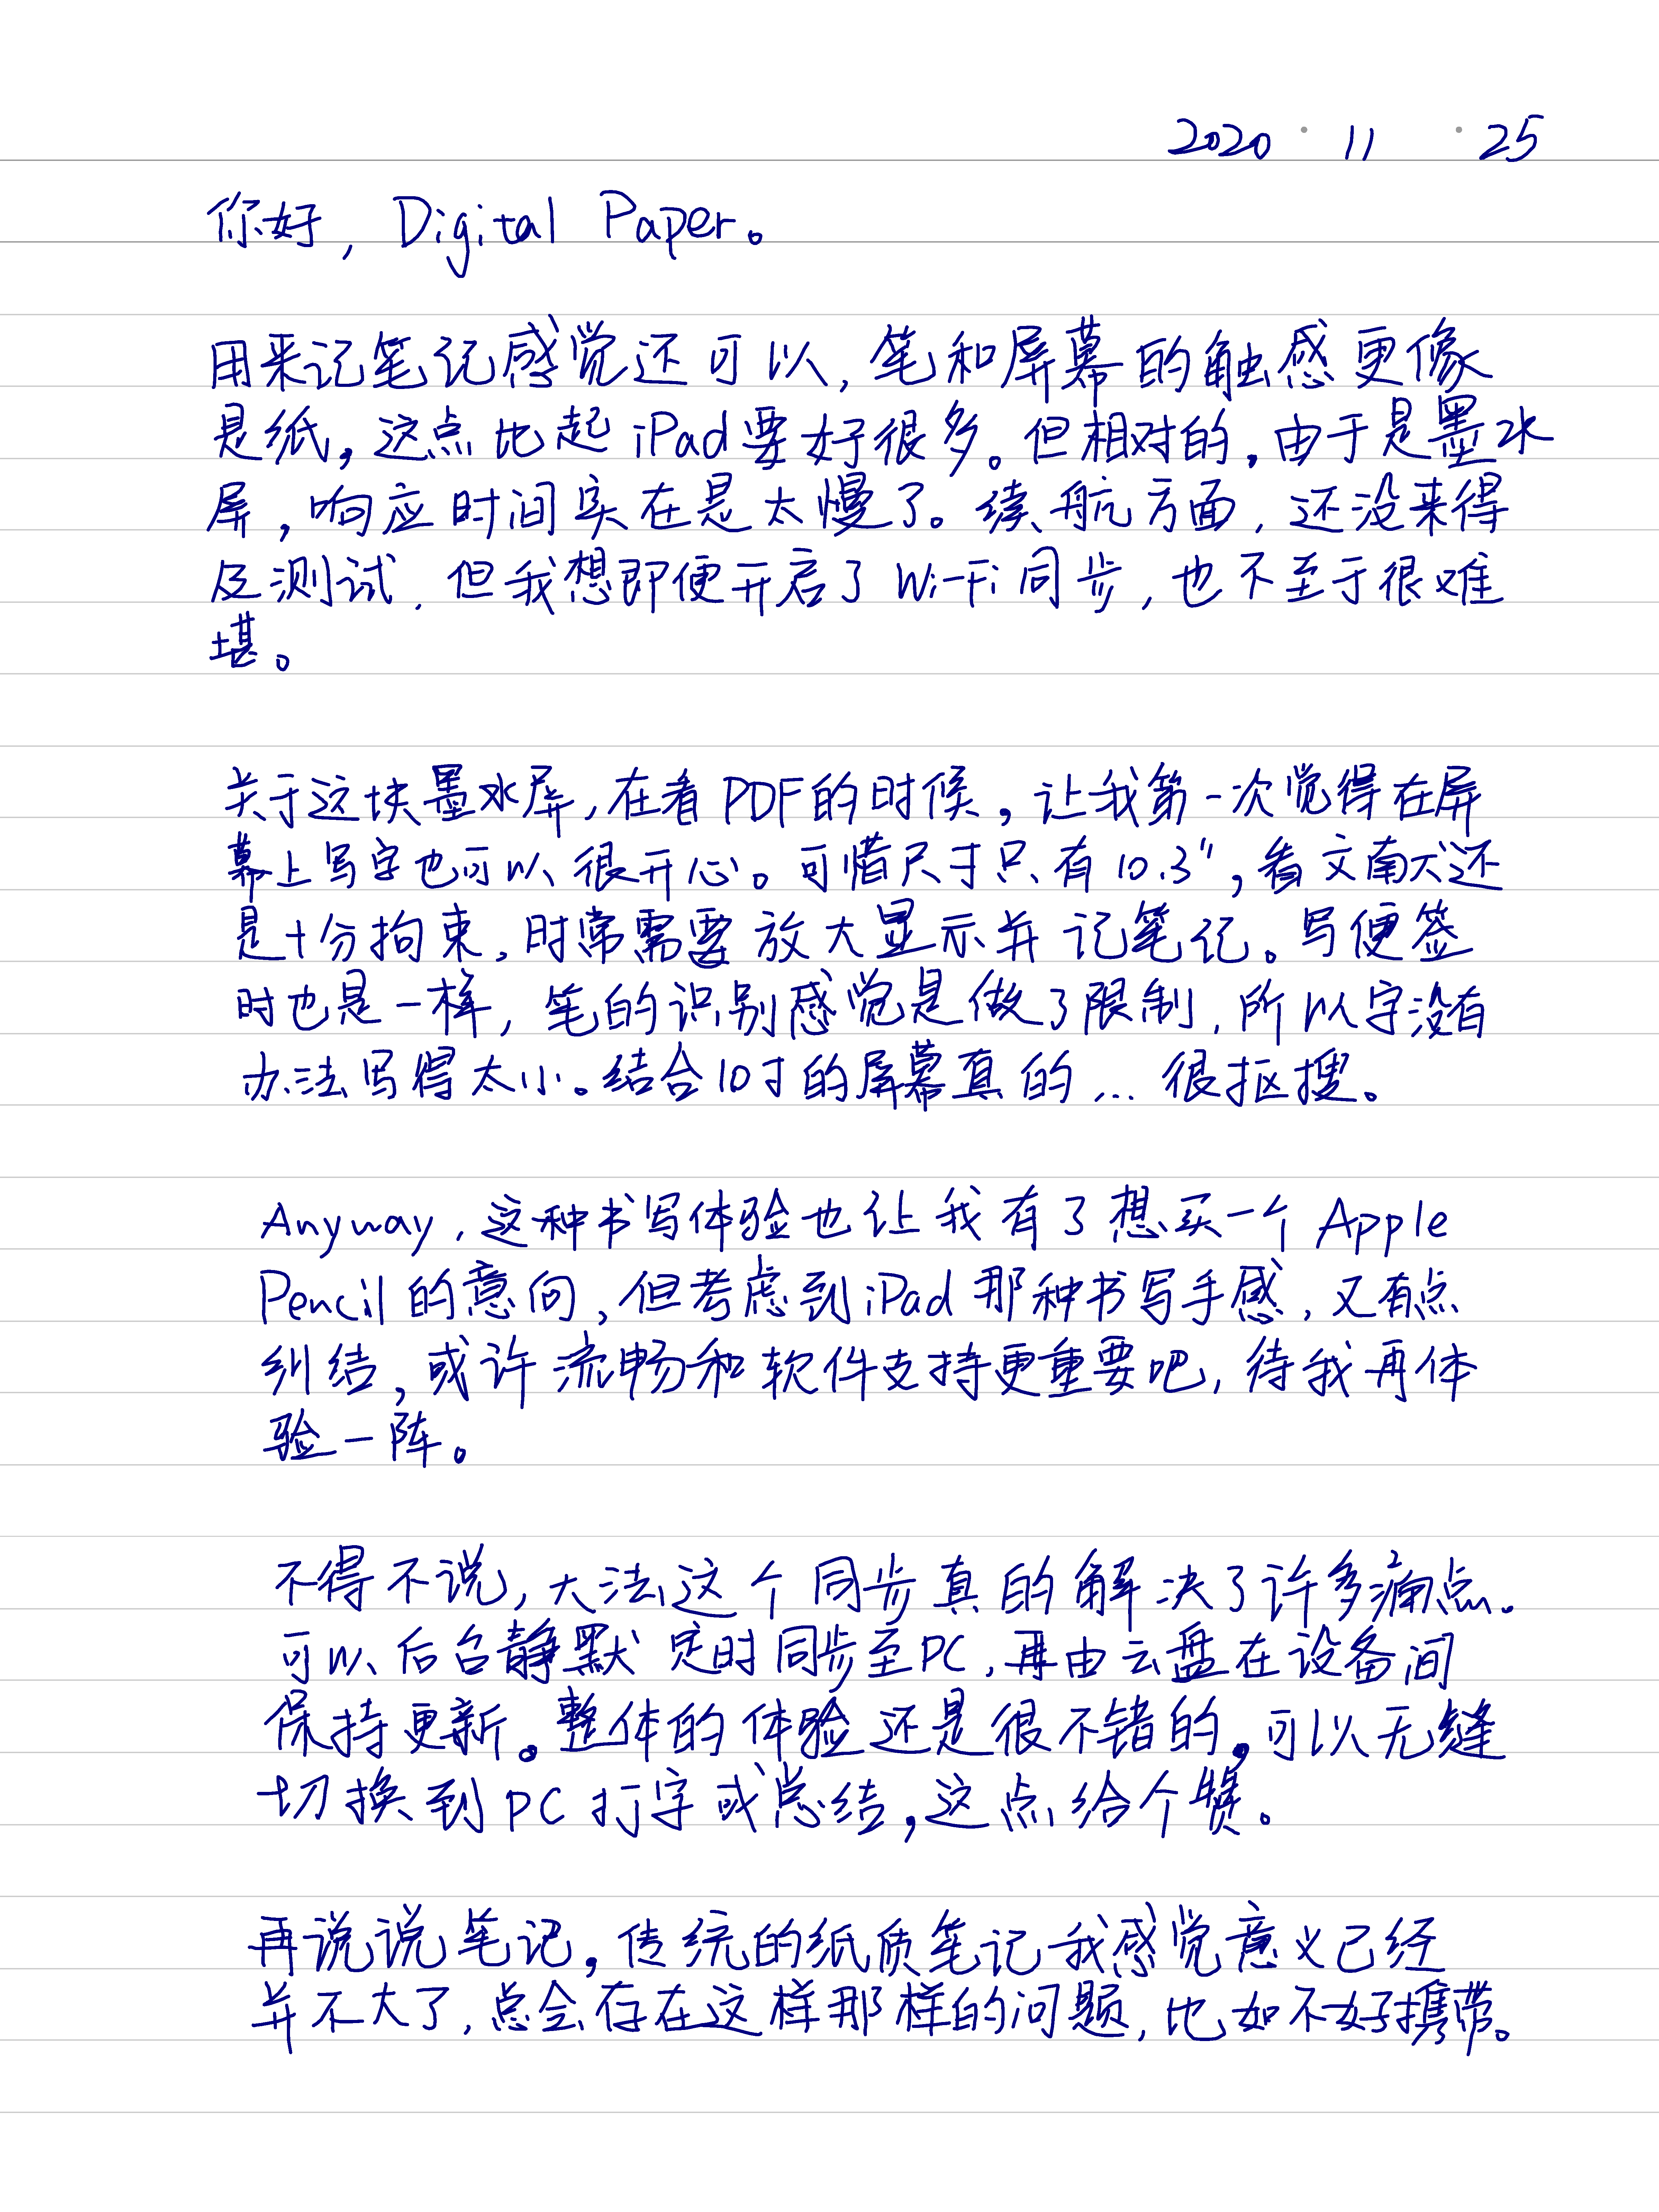 2020 · 11 · 25
你好, Digital Paper。
用来记笔记感觉还可以, 笔和屏幕的触感更像
是纸, 这点比起 iPad 要好很多。但相对的, 由于是墨水
屏, 响应时间实在是太慢了。续航方面, 还没来得
及测试, 但我想即便开启了 Wi-Fi 同步, 也不至于很难
堪。
关于这块墨水屏, 在看 PDF 的时候, 让我第一次觉得在屏
幕上写字也可以很开心。可惜尺寸只有 10.3", 看文献还
是十分拘束, 时常需要放大显示并记笔记。写便签
时也是一样, 笔的识别感觉是做了限制, 所以字没有
办法写得太小。结合10寸的屏幕真的... 很抠搜。
Anyway, 这种书写体验也让我有了想买一个 Apple
Pencil 的意向, 但考虑到 iPad 那种书写手感, 又有点
纠结, 或许流畅和软件支持更重要吧, 待我再体
验一阵。
不得不说, 大法这个同步真的解决了许多痛点.
可以后台静默定时同步至PC, 再由云盘在设备间
保持更新。整体的体验还是很不错的, 可以无缝
切换到 PC 打字或总结, 这点给个赞。
再说说笔记, 传统的纸质笔记我感觉意义已经
并不大了, 总会存在这样那样的问题, 比如不好携带。